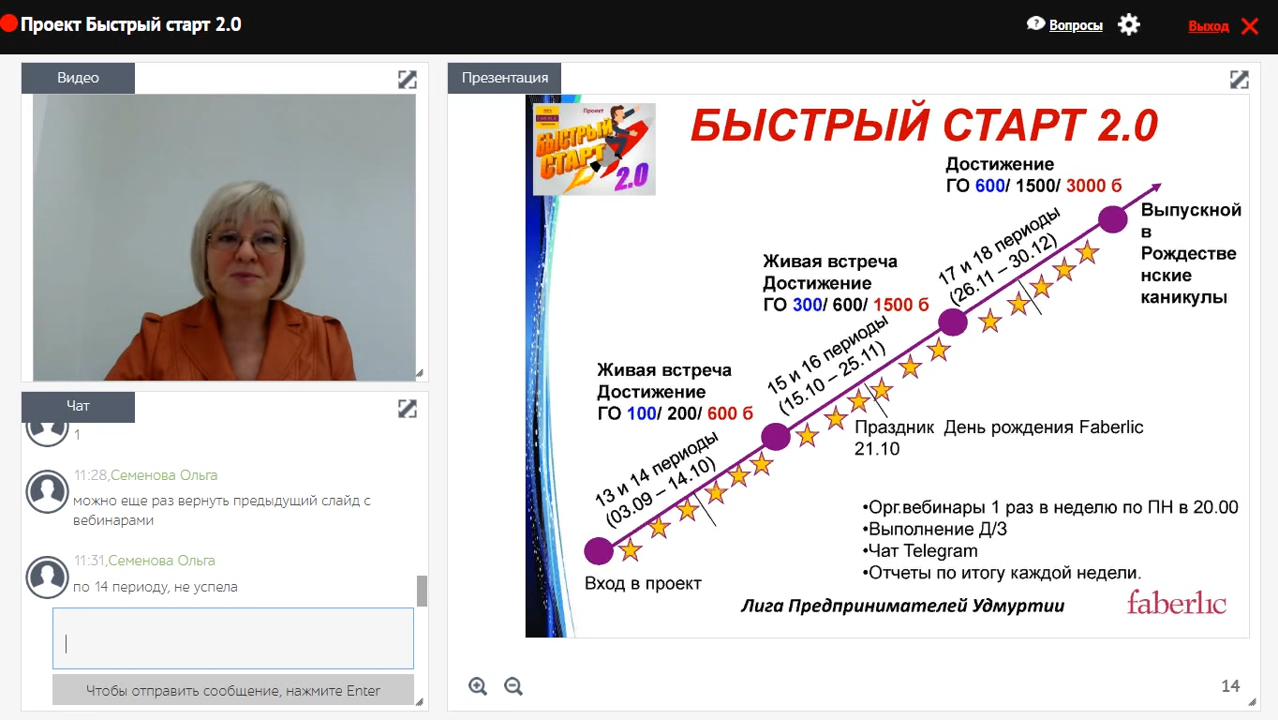 Проект Быстрый старт 2.0
Вопросы
Выход
Видео
Чат
1
11:28,Семенова Ольга
можно еще раз вернуть предыдущий слайд с
вебинарами
11:31,Семенова Ольга
по 14 периоду, не успела
Чтобы отправить сообщение, нажмите Enter
Презентация
Проект
БЫСТРЫЙ
СТАРТ
2.0
БЫСТРЫЙ СТАРТ 2.0
Достижение
ГО 600/ 1500/ 3000 б
Выпускной
в
Рождестве
нские
каникулы
17 и 18 периоды
(26.11 – 30.12)
Живая встреча
Достижение
ГО 300/ 600/ 1500 б
15 и 16 периоды
(15.10 – 25.11)
Живая встреча
Достижение
ГО 100/ 200/ 600 б
13 и 14 периоды
(03.09 – 14.10)
Праздник День рождения Faberlic
21.10
Вход в проект
•Орг.вебинары 1 раз в неделю по ПН в 20.00
•Выполнение Д/З
•Чат Telegram
•Отчеты по итогу каждой недели.
Лига Предпринимателей Удмуртии
faberlic
14